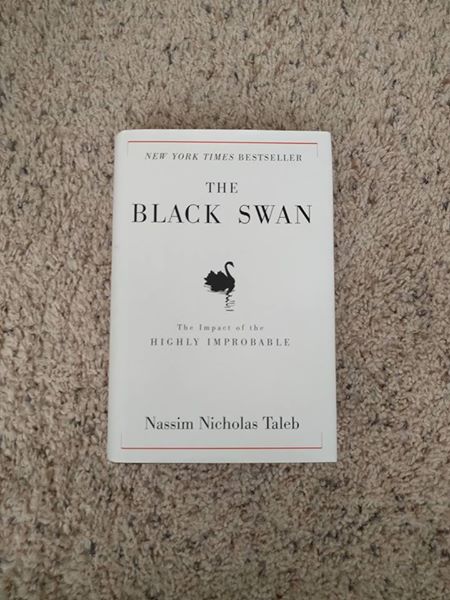 NEW YORK TIMES BESTSELLER
THE
BLACK SWAN
The Impact of the
HIGHLY IMPROBABLE
Nassim Nicholas Taleb